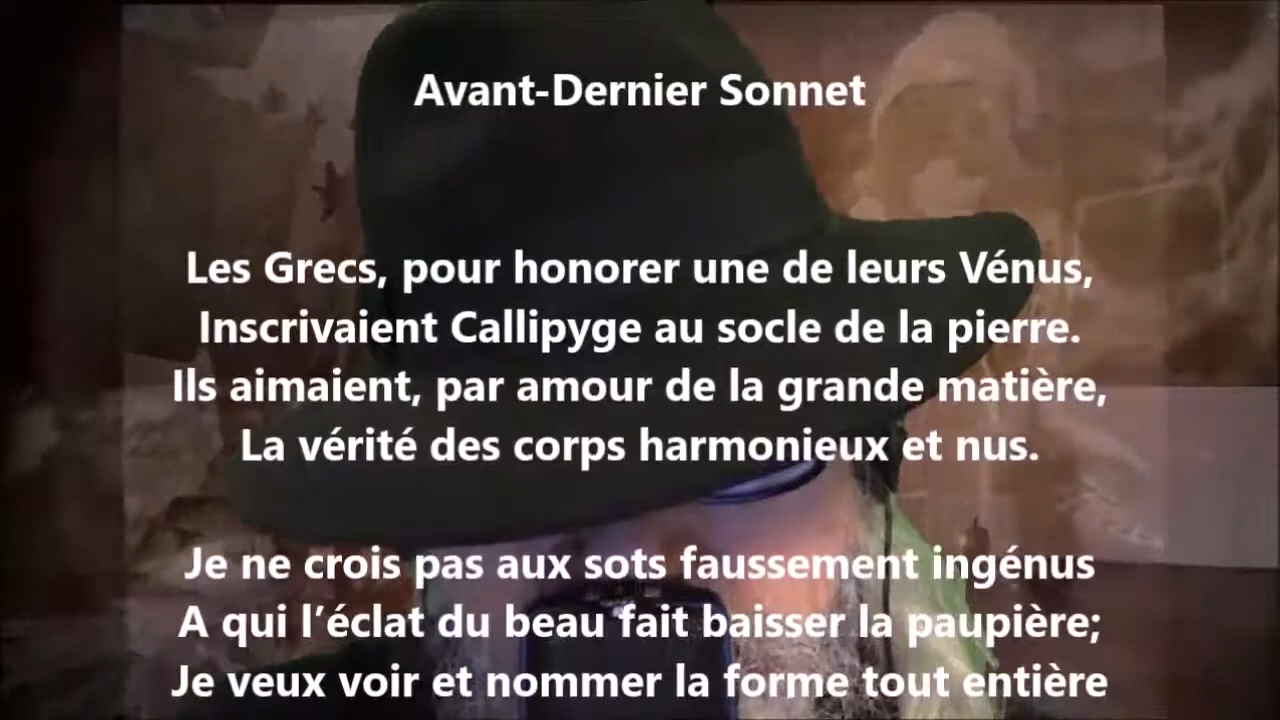 Avant-Dernier Sonnet
Les Grecs, pour honorer une de leurs Vénus,
Inscrivaient Callipyge au socle de la pierre.
Ils aimaient, par amour de la grande matière,
La vérité des corps harmonieux et nus.
Je ne crois pas aux sots faussement ingénus
A qui l’éclat du beau fait baisser la paupière;
Je veux voir et nommer la forme tout entière